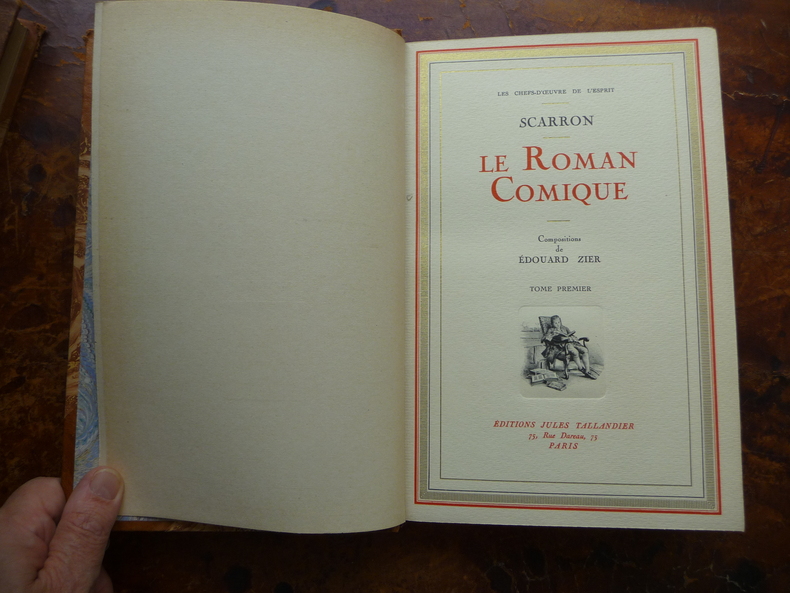 LES CHEFS-D'ŒUVRE DE L'ESPRIT
SCARRON
LE ROMAN
COMIQUE
Compositions
de
ÉDOUARD ZIER
TOME PREMIER
ÉDITIONS JULES TALLANDIER
75, Rue Dareau, 75
PARIS